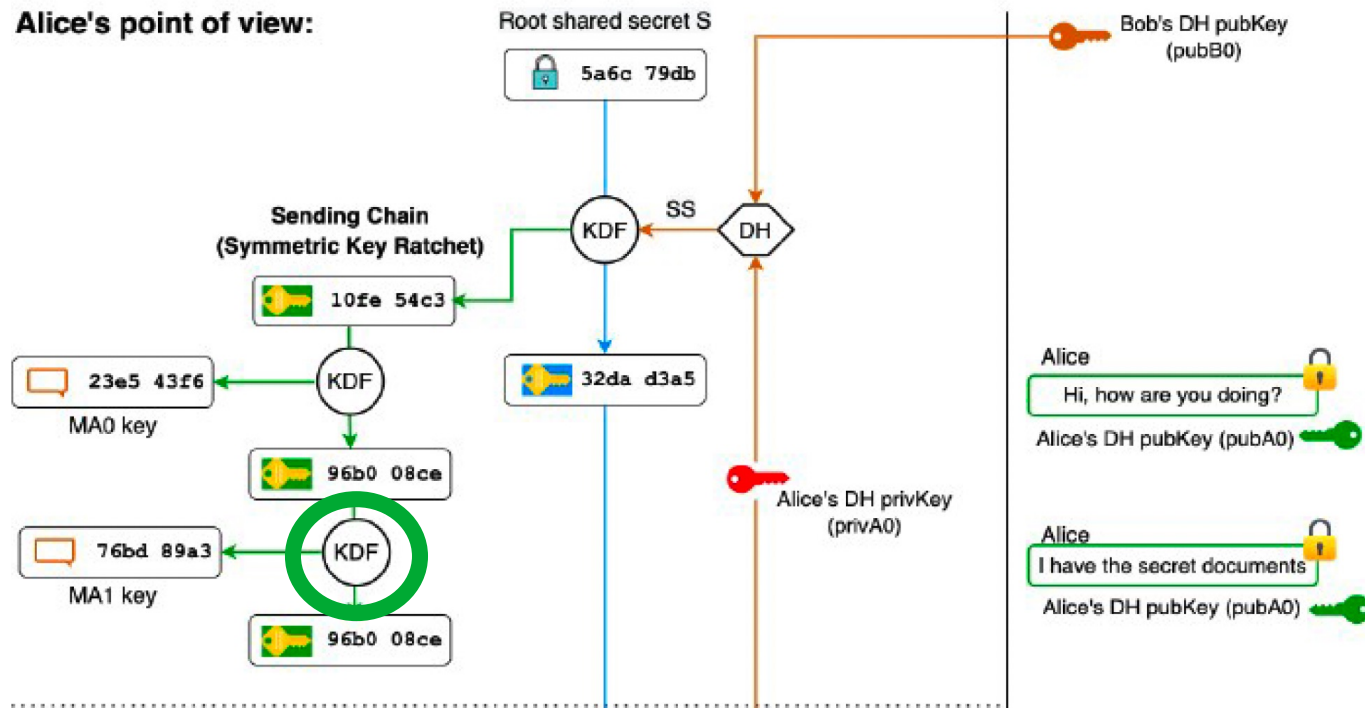 Alice's point of view:
Root shared secret S
Bob's DH pubKey
(pubB0)
5a6c 79db
Sending Chain
(Symmetric Key Ratchet)
KDF
SS
DH
10fe 54c3
KDF
23e5 43f6
MA0 key
32da d3a5
96b0 08ce
Alice's DH privKey
(privA0)
KDF
76bd 89a3
MA1 key
96b0 08ce
Alice
Hi, how are you doing?
Alice's DH pubKey (pubA0)
Alice
I have the secret documents
Alice's DH pubKey (pubA0)